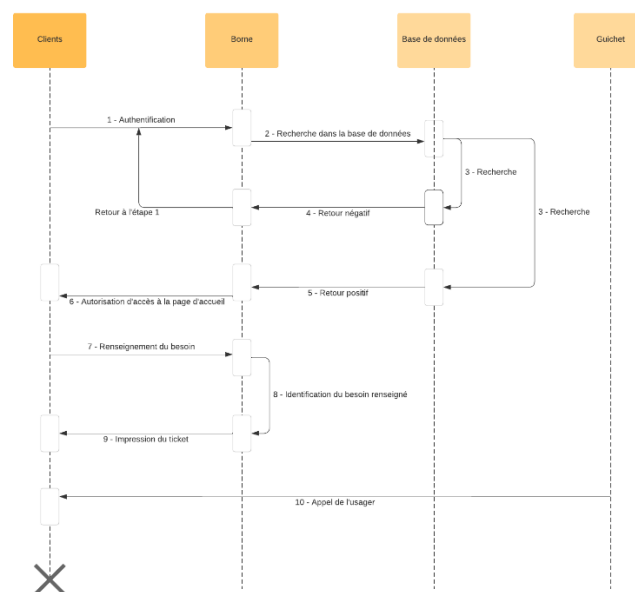 Clients
Borne
Base de données
Guichet
1 - Authentification
2 - Recherche dans la base de données
3 - Recherche
Retour à l'étape 1
4 - Retour négatif
3 - Recherche
5 - Retour positif
6 - Autorisation d'accès à la page d'accueil
7 - Renseignement du besoin
8 - Identification du besoin renseigné
9 - Impression du ticket
10 - Appel de l'usager